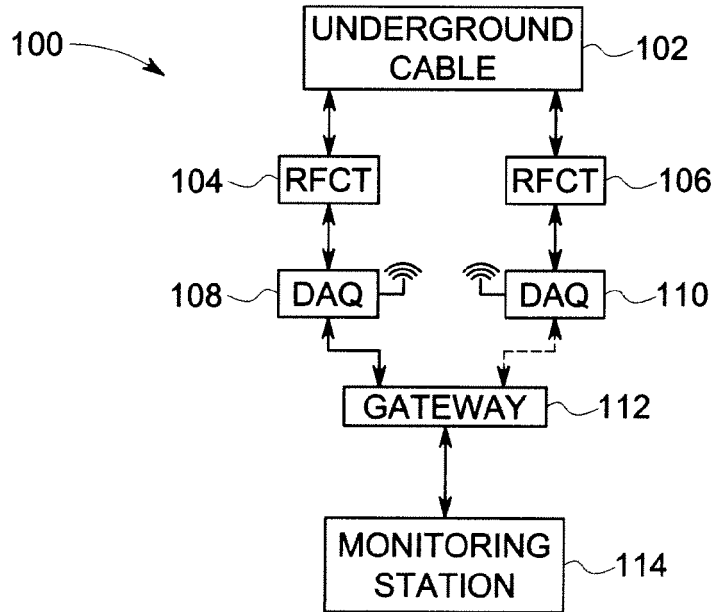 100
UNDERGROUND
CABLE
102
104
RFCT
RFCT
106
108
DAQ
DAQ
110
GATEWAY
112
MONITORING
STATION
114